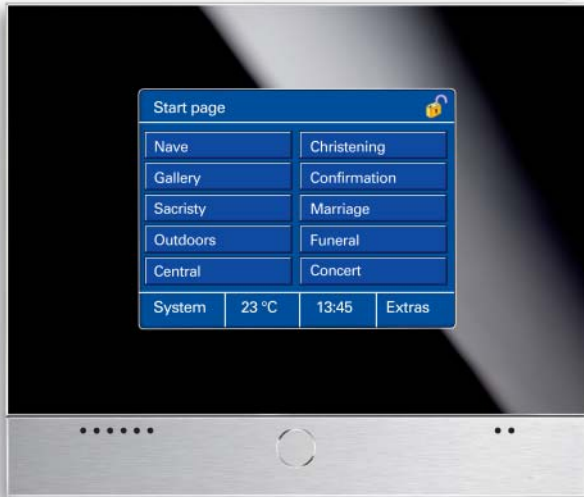 Start page
Nave
Christening
Gallery
Confirmation
Sacristy
Marriage
Outdoors
Funeral
Central
Concert
System 23 °C 13:45 Extras